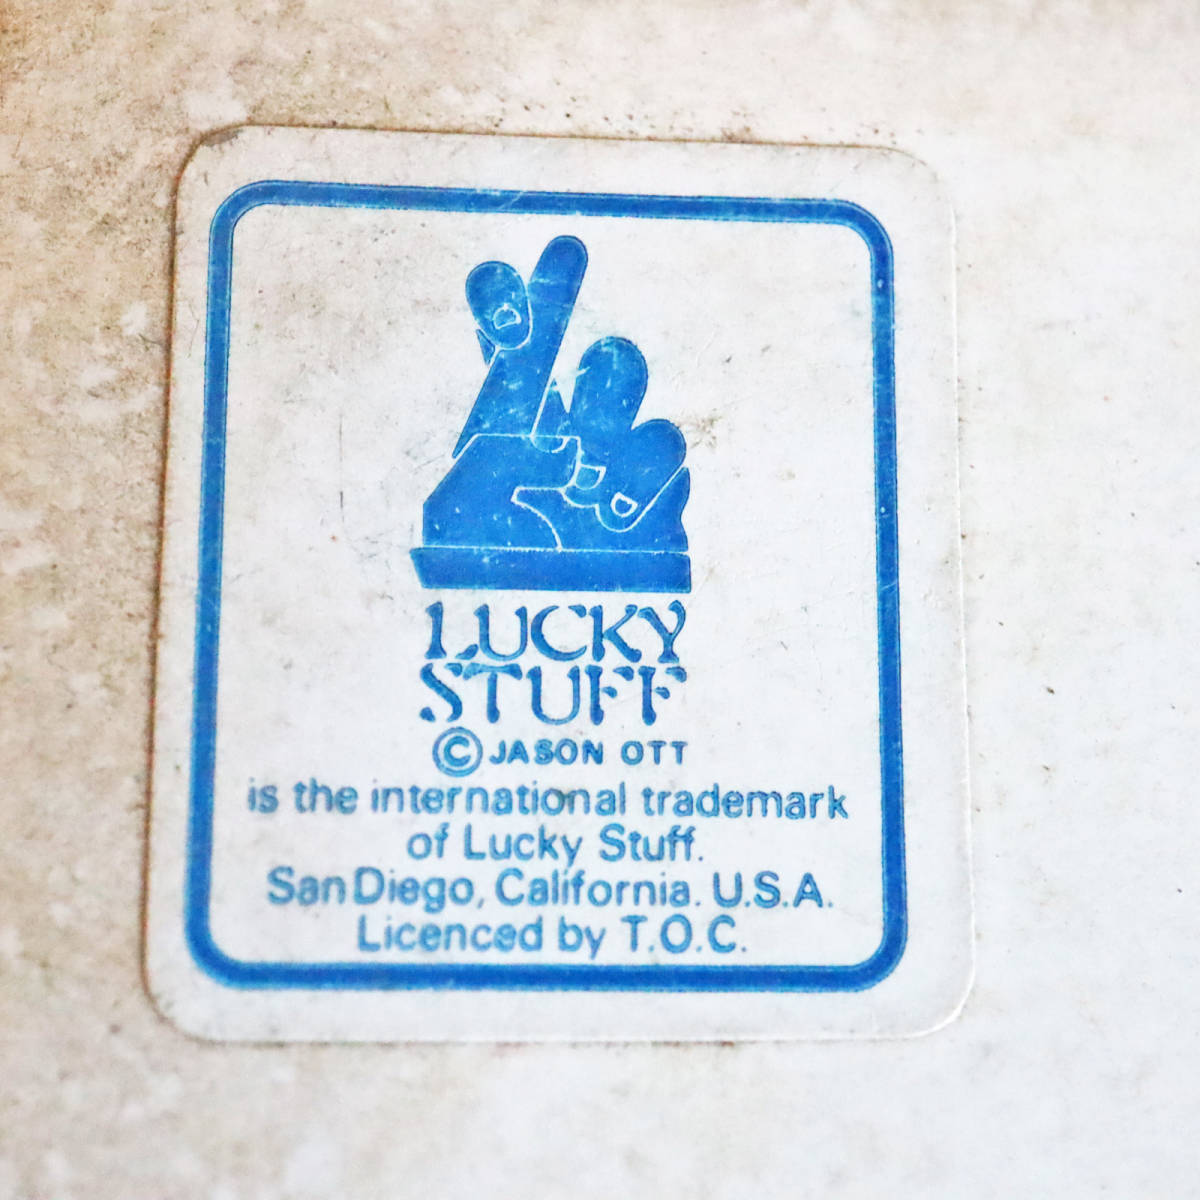 LUCKY
STUFF
© JASON OTT
is the international trademark
of Lucky Stuff.
San Diego, California. U.S.A.
Licenced by T.O.C.